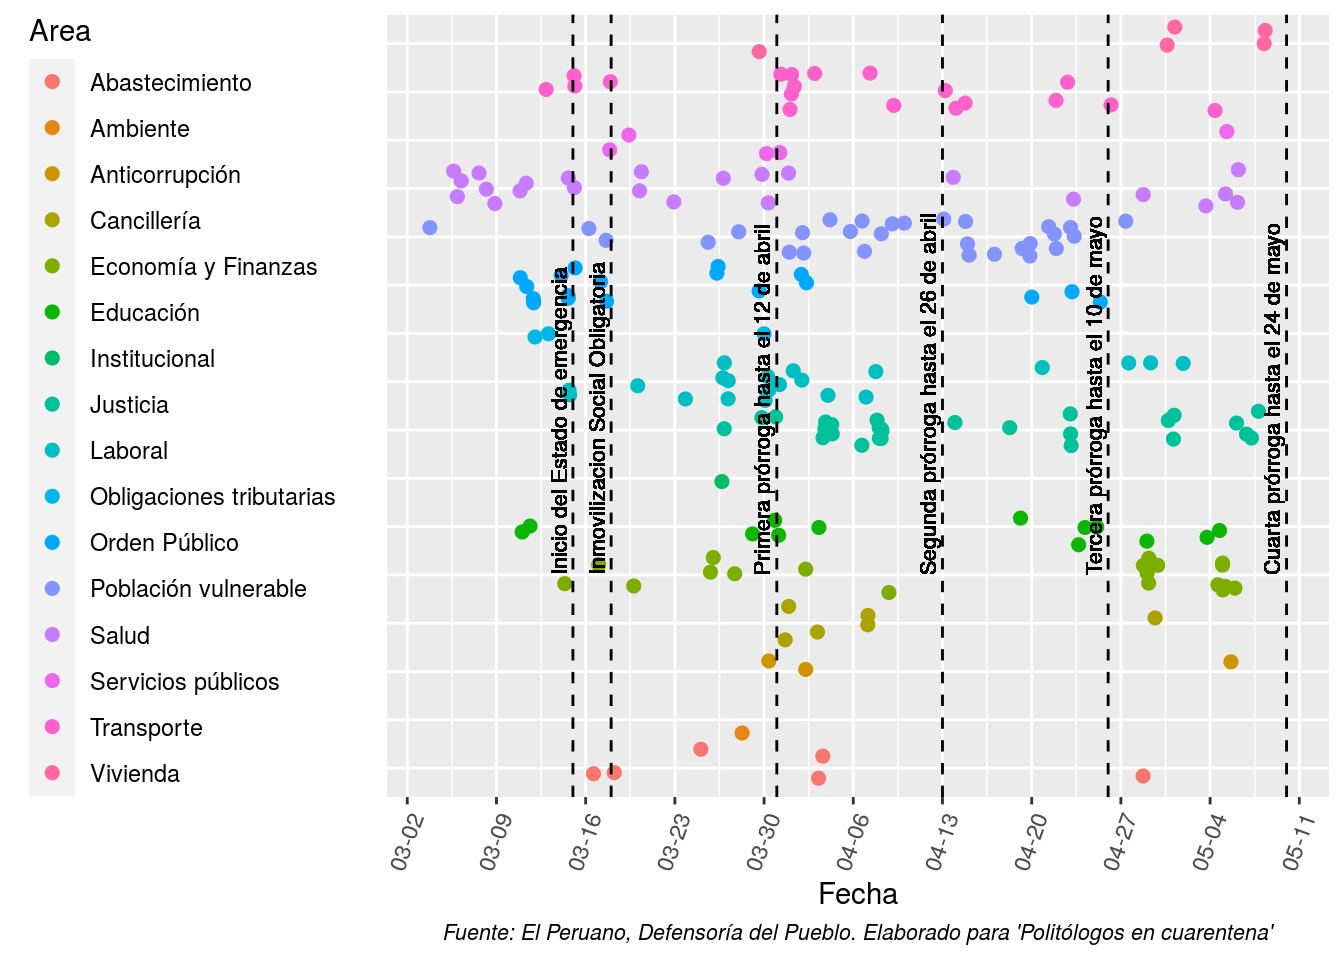 Area
Abastecimiento
Ambiente
Anticorrupción
Cancillería
Economía y Finanzas
Educación
Institucional
Justicia
Laboral
Obligaciones tributarias
Orden Público
Población vulnerable
Salud
Servicios públicos
Transporte
Vivienda
Inicio del Estado de emergencia
Inmovilizacion Social Obligatoria
Primera prórroga hasta el 12 de abril
Segunda prórroga hasta el 26 de abril
Tercera prórroga hasta el 10 de mayo
Cuarta prórroga hasta el 24 de mayo
03-02
03-09
03-16
03-23
03-30
04-06
04-13
04-20
04-27
05-04
05-11
Fecha
Fuente: El Peruano, Defensoría del Pueblo. Elaborado para 'Politólogos en cuarentena'